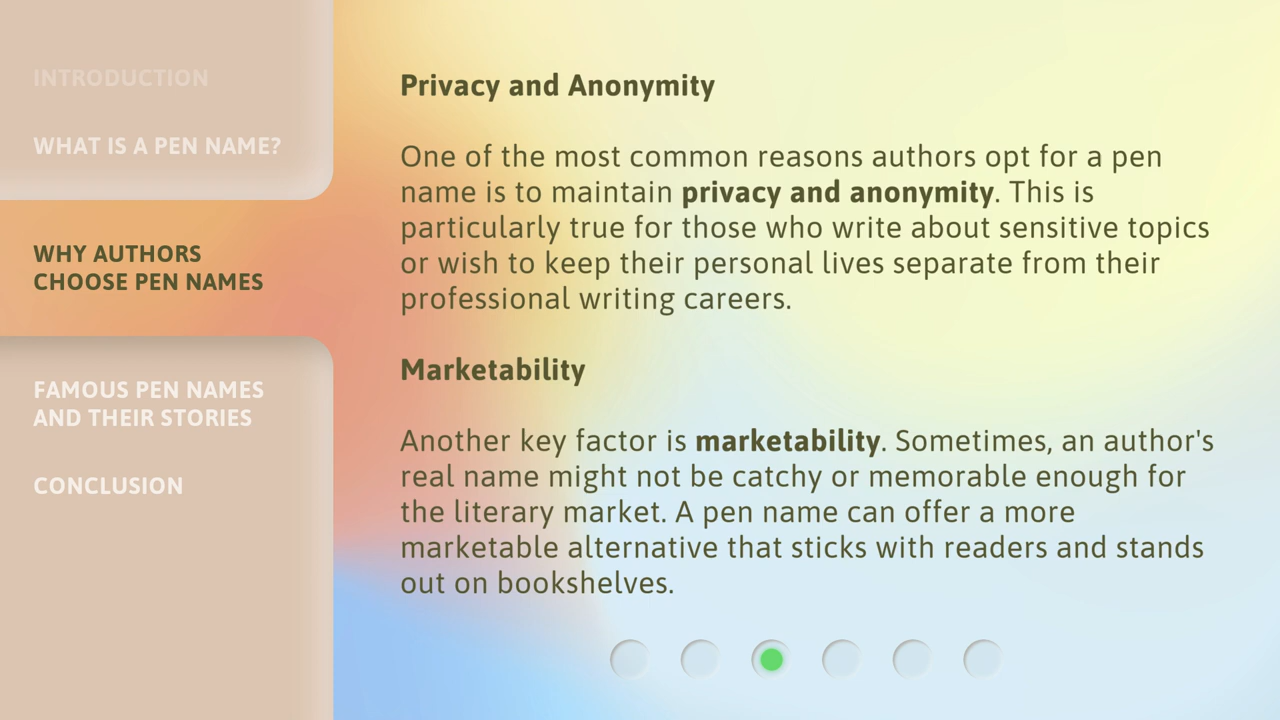 INTRODUCTION
WHAT IS A PEN NAME?
WHY AUTHORS
CHOOSE PEN NAMES
FAMOUS PEN NAMES
AND THEIR STORIES
CONCLUSION
Privacy and Anonymity
One of the most common reasons authors opt for a pen
name is to maintain privacy and anonymity. This is
particularly true for those who write about sensitive topics
or wish to keep their personal lives separate from their
professional writing careers.
Marketability
Another key factor is marketability. Sometimes, an author's
real name might not be catchy or memorable enough for
the literary market. A pen name can offer a more
marketable alternative that sticks with readers and stands
out on bookshelves.